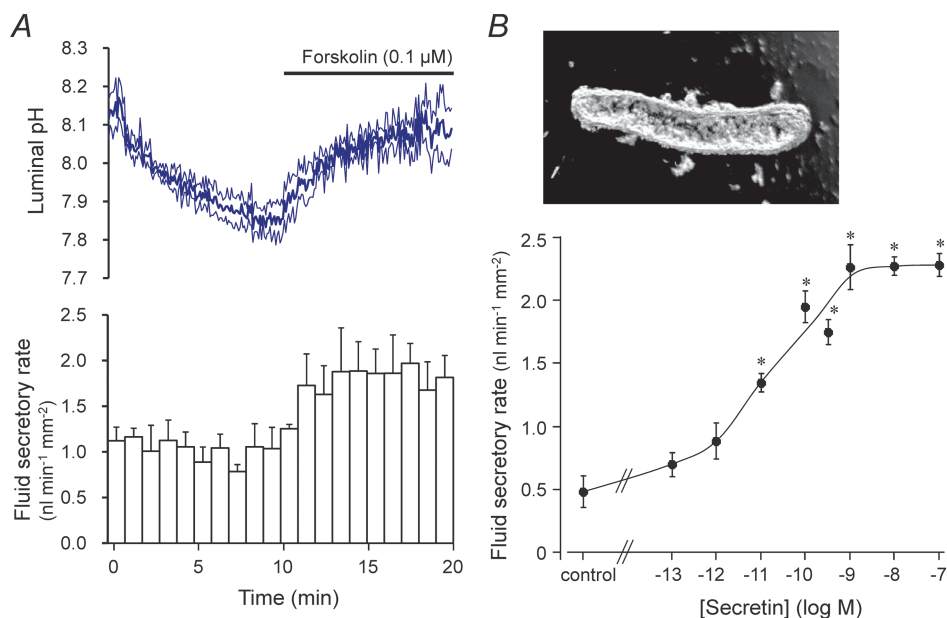 A
8.3
8.2
8.1
8.0
7.9
7.8
7.7
Luminal pH
Forskolin (0.1 µM)
2.5
2.0
1.5
1.0
0.5
0.0
Fluid secretory rate
(nl min-1 mm-2)
0 5 10 15 20
Time (min)
B
2.5
2.0
1.5
1.0
0.5
0
Fluid secretory rate (nl min-1 mm-2)
* * * * * *
control -13 -12 -11 -10 -9 -8 -7
[Secretin] (log M)